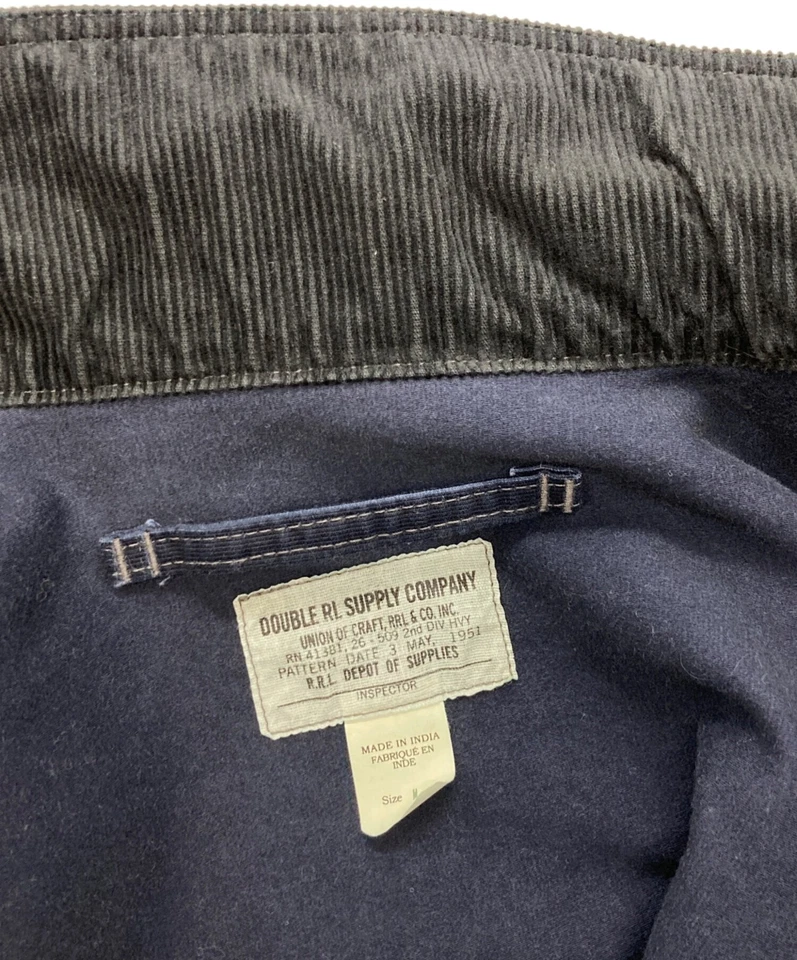 DOUBLE RL SUPPLY COMPANY
UNION OF CRAFT, RRL & CO. INC.
RN 41381, 26 - 509 2nd DIV HVY
PATTERN DATE 3 MAY, 1951
R.R.L. DEPOT OF SUPPLIES
INSPECTOR
MADE IN INDIA
FABRIQUÉ EN
INDE
Size M